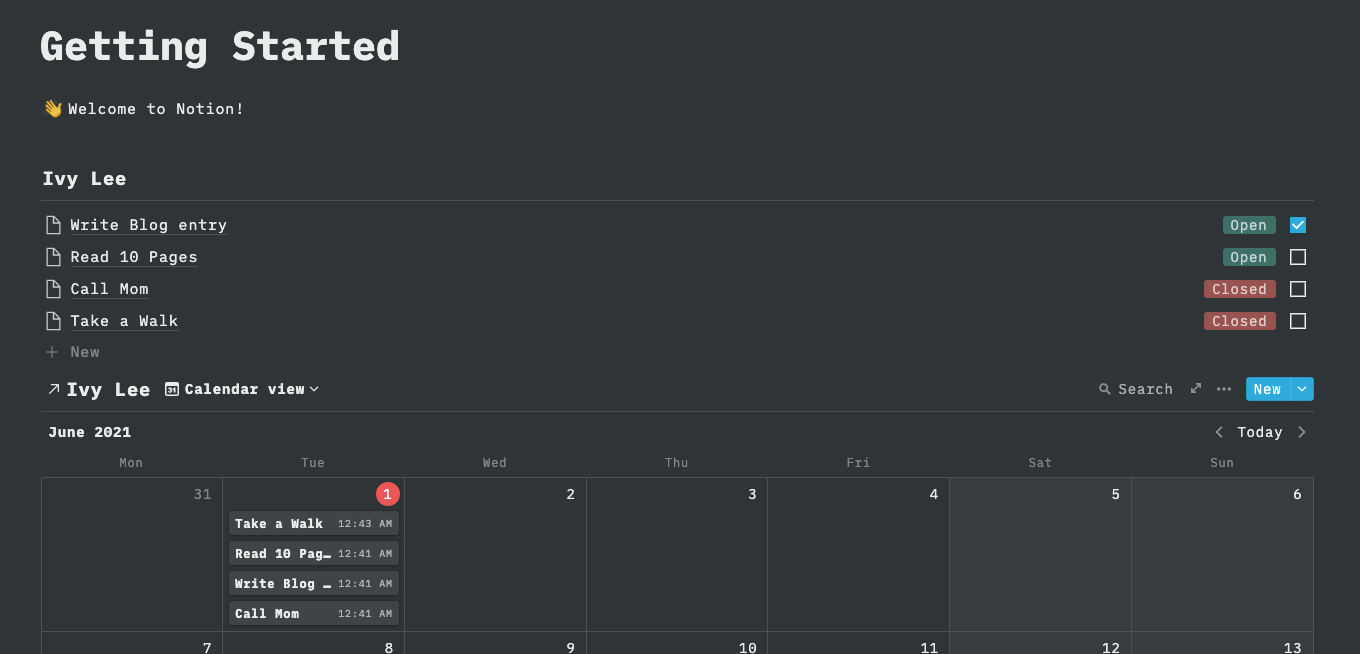 Getting Started
👋 Welcome to Notion!
Ivy Lee
Write Blog entry Open
Read 10 Pages Open
Call Mom Closed
Take a Walk Closed
+ New
Ivy Lee 31 Calendar view Search ••• New
June 2021 Today
Mon Tue Wed Thu Fri Sat Sun
31 1 2 3 4 5 6
Take a Walk 12:43 AM
Read 10 Pag… 12:41 AM
Write Blog … 12:41 AM
Call Mom 12:41 AM
7 8 9 10 11 12 13